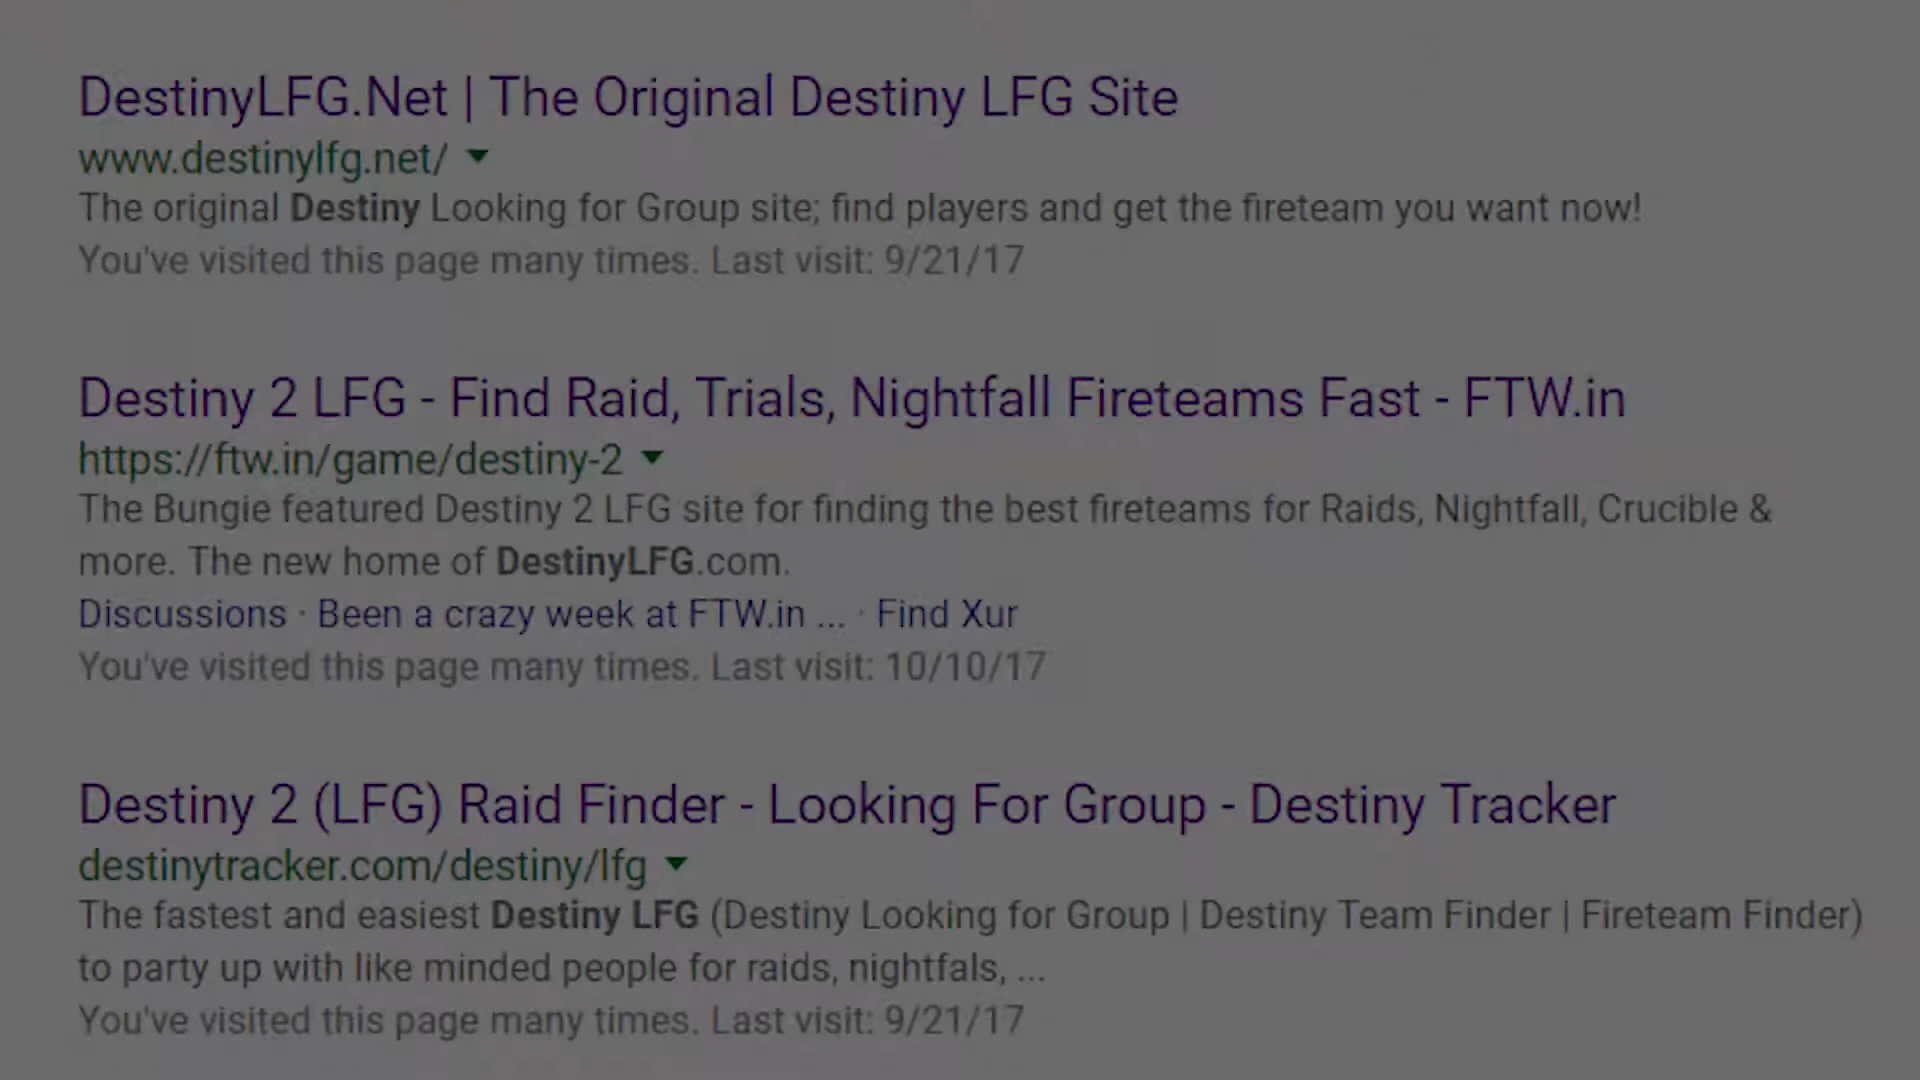 DestinyLFG.Net | The Original Destiny LFG Site
www.destinylfg.net/
The original Destiny Looking for Group site; find players and get the fireteam you want now!
You've visited this page many times. Last visit: 9/21/17
Destiny 2 LFG - Find Raid, Trials, Nightfall Fireteams Fast - FTW.in
https://ftw.in/game/destiny-2
The Bungie featured Destiny 2 LFG site for finding the best fireteams for Raids, Nightfall, Crucible &
more. The new home of DestinyLFG.com.
Discussions · Been a crazy week at FTW.in ... · Find Xur
You've visited this page many times. Last visit: 10/10/17
Destiny 2 (LFG) Raid Finder - Looking For Group - Destiny Tracker
destinytracker.com/destiny/lfg
The fastest and easiest Destiny LFG (Destiny Looking for Group | Destiny Team Finder | Fireteam Finder)
to party up with like minded people for raids, nightfals, ...
You've visited this page many times. Last visit: 9/21/17